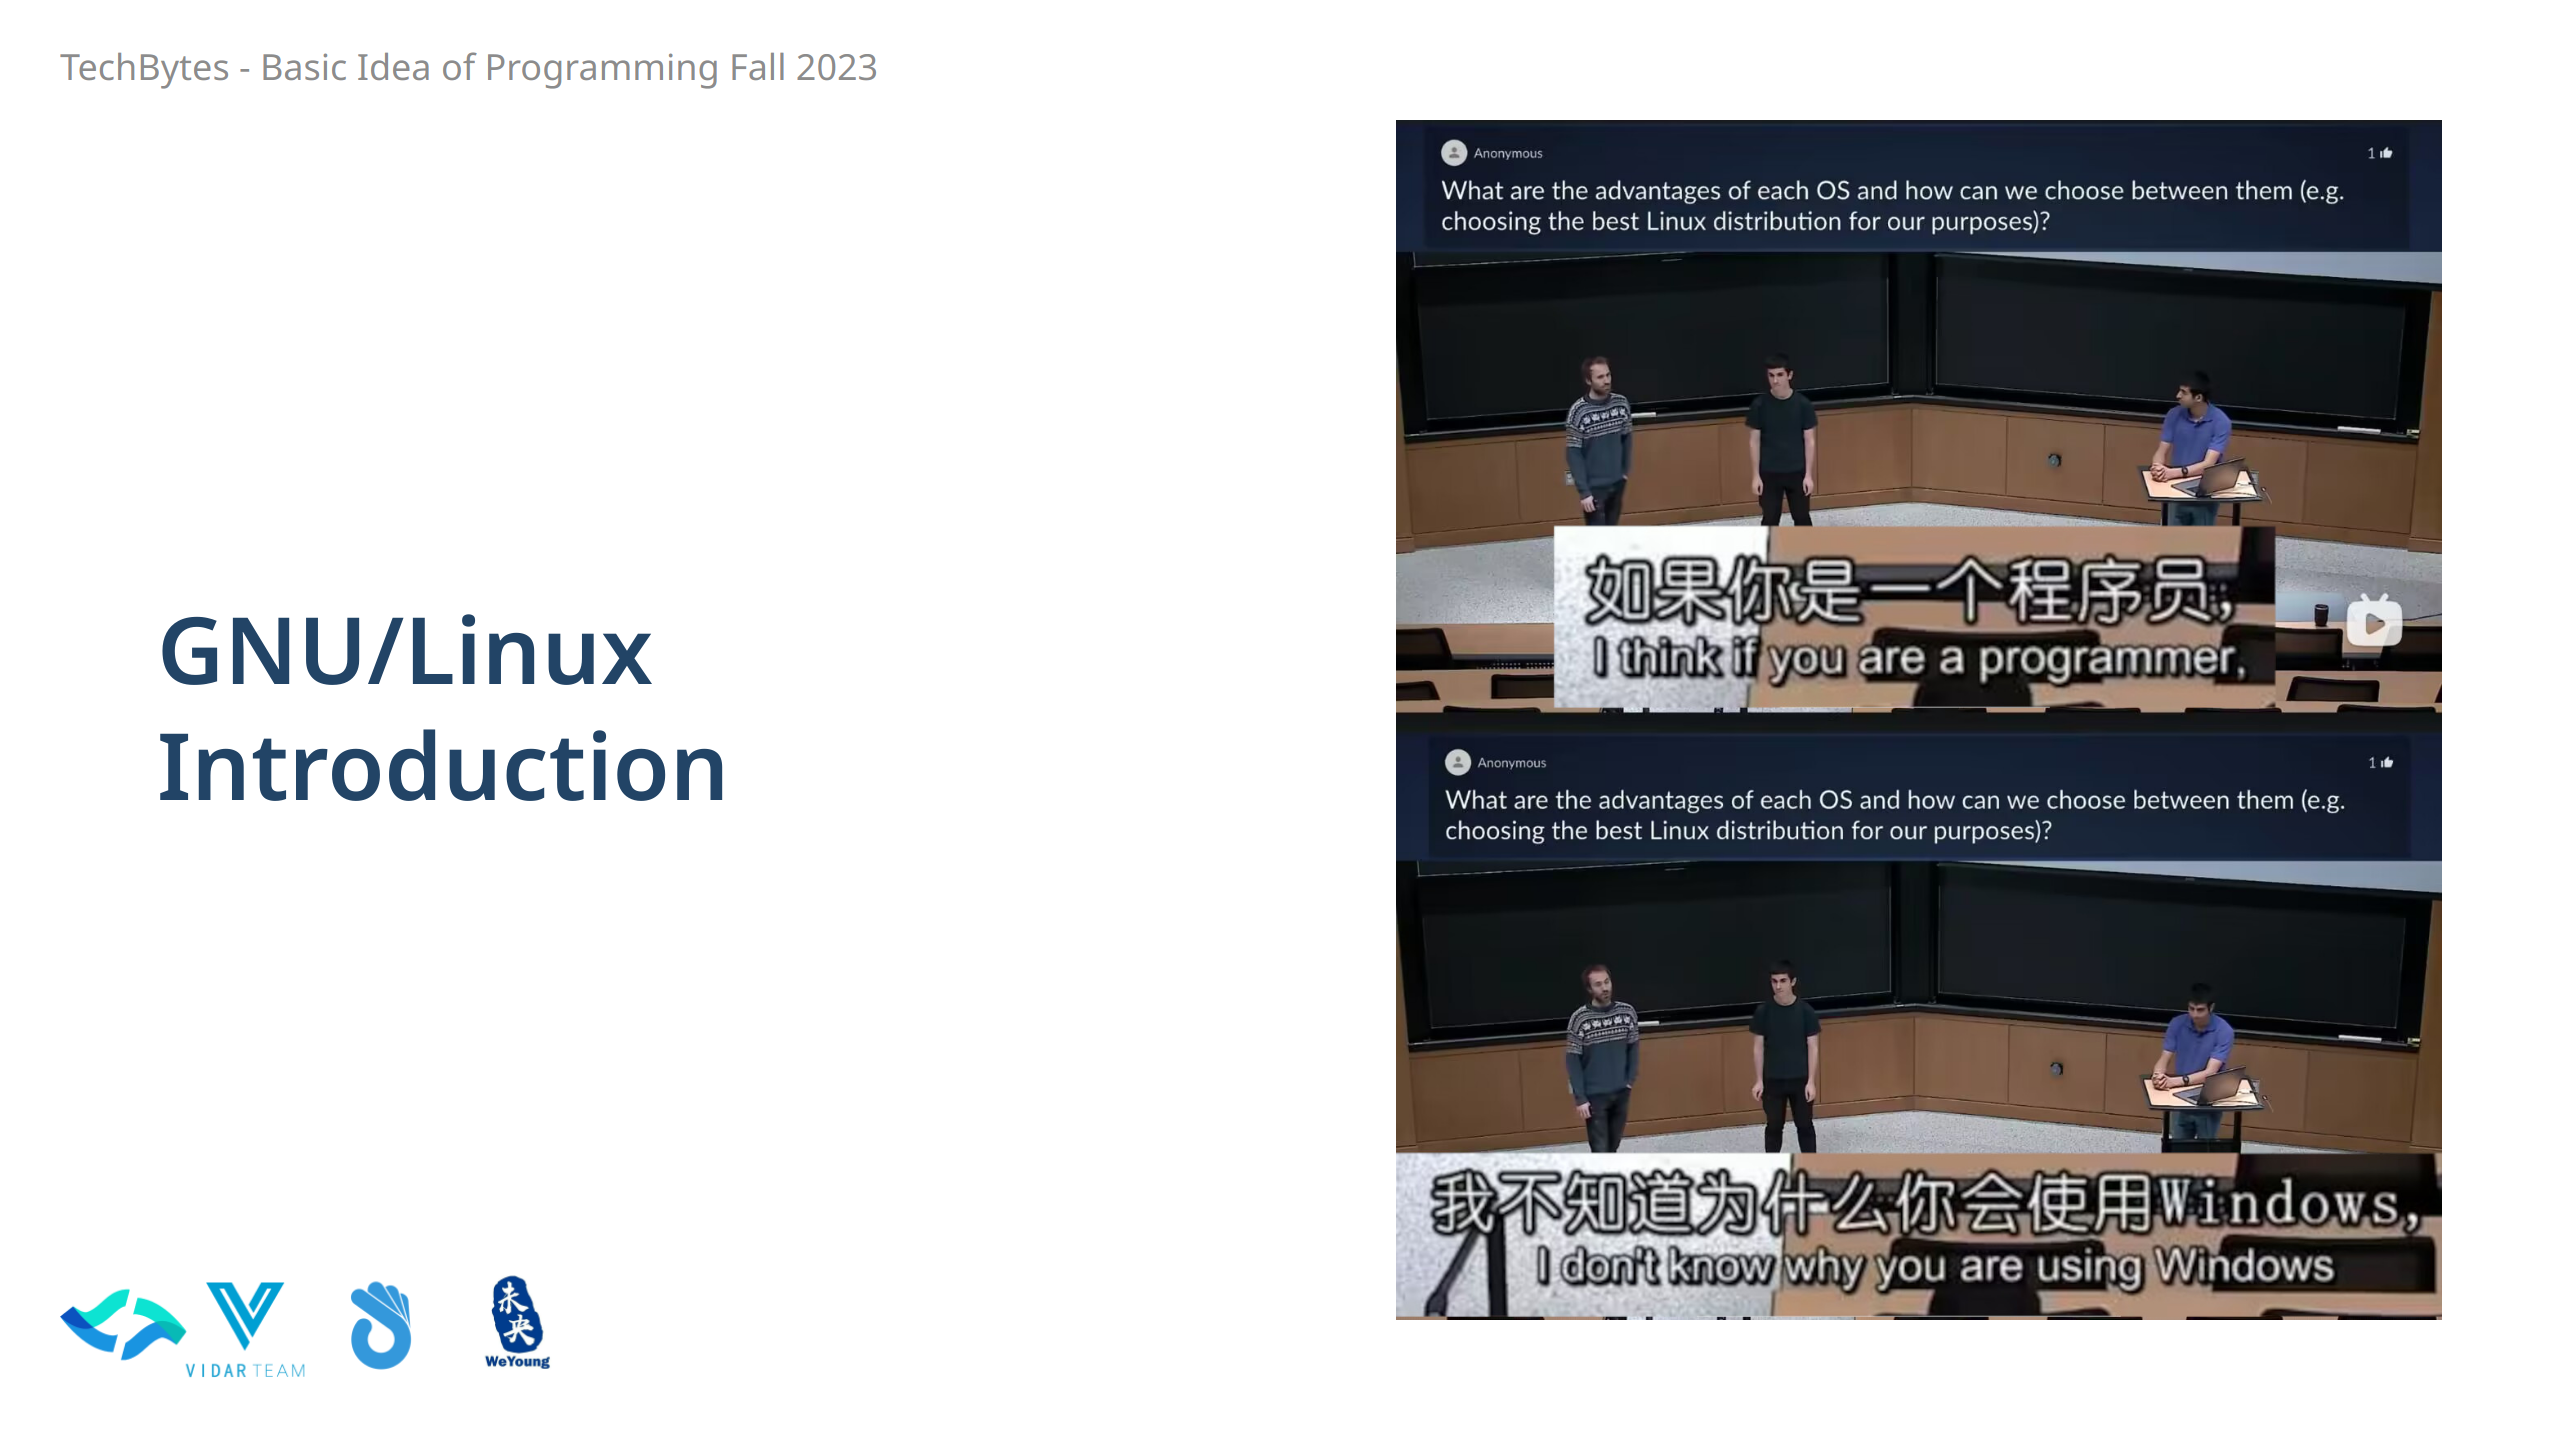 TechBytes - Basic Idea of Programming Fall 2023
GNU/Linux
Introduction
Anonymous
1
What are the advantages of each OS and how can we choose between them (e.g.
choosing the best Linux distribution for our purposes)?
如果你是一个程序员,
I think if you are a programmer,
Anonymous
1
What are the advantages of each OS and how can we choose between them (e.g.
choosing the best Linux distribution for our purposes)?
我不知道为什么你会使用Windows,
I don't know why you are using Windows
VIDAR TEAM
未央
WeYoung